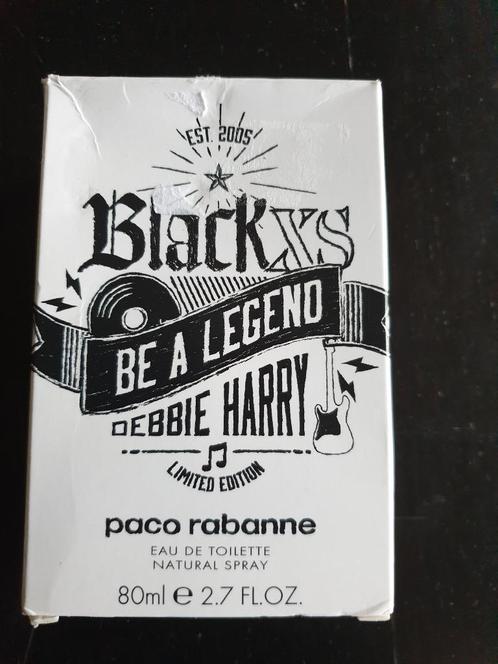 EST. 2005
Black XS
BE A LEGEND
DEBBIE HARRY
LIMITED EDITION
paco rabanne
EAU DE TOILETTE
NATURAL SPRAY
80ml ℮ 2.7 FL.OZ.